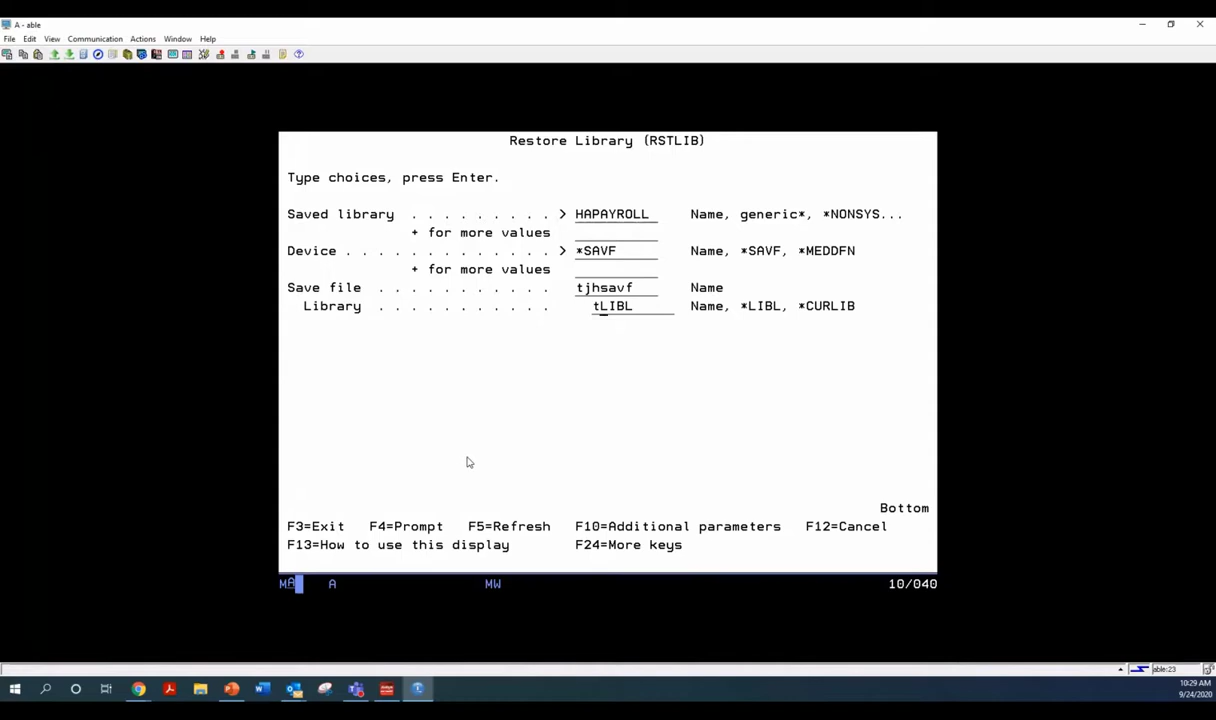 A - able
File Edit View Communication Actions Window Help
Restore Library (RSTLIB)
Type choices, press Enter.
Saved library . . . . . . . . . > HAPAYROLL Name, generic*, *NONSYS...
+ for more values
Device . . . . . . . . . . . . . > *SAVF Name, *SAVF, *MEDDFN
+ for more values
Save file . . . . . . . . . . . tjhsavf Name
Library . . . . . . . . . . . tLIBL Name, *LIBL, *CURLIB
Bottom
F3=Exit F4=Prompt F5=Refresh F10=Additional parameters F12=Cancel
F13=How to use this display F24=More keys
MA A MW 10/040
able:23
10:29 AM
9/24/2020